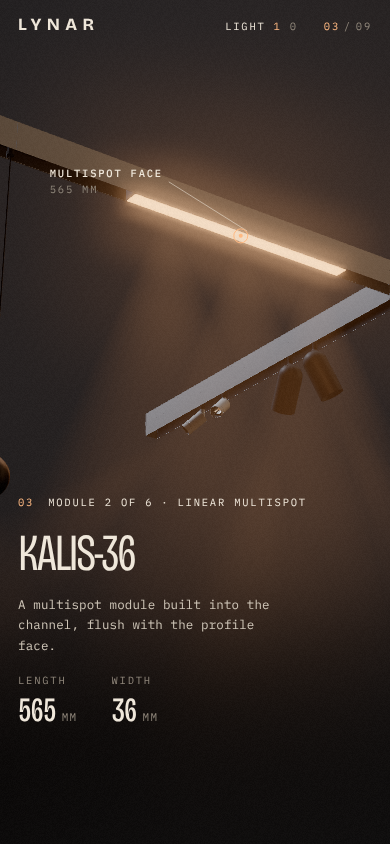 LYNAR
LIGHT 1 0 03 / 09
MULTISPOT FACE
565 MM
03 MODULE 2 OF 6 · LINEAR MULTISPOT
KALIS-36
A multispot module built into the
channel, flush with the profile
face.
LENGTH WIDTH
565 MM 36 MM